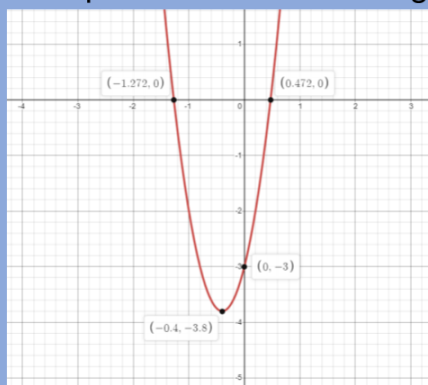 1
(−1.272, 0) (0.472, 0)
-4 -2 -1 0 1 2 3
-1
-2
-3 (0, −3)
(−0.4, −3.8) -4
-5